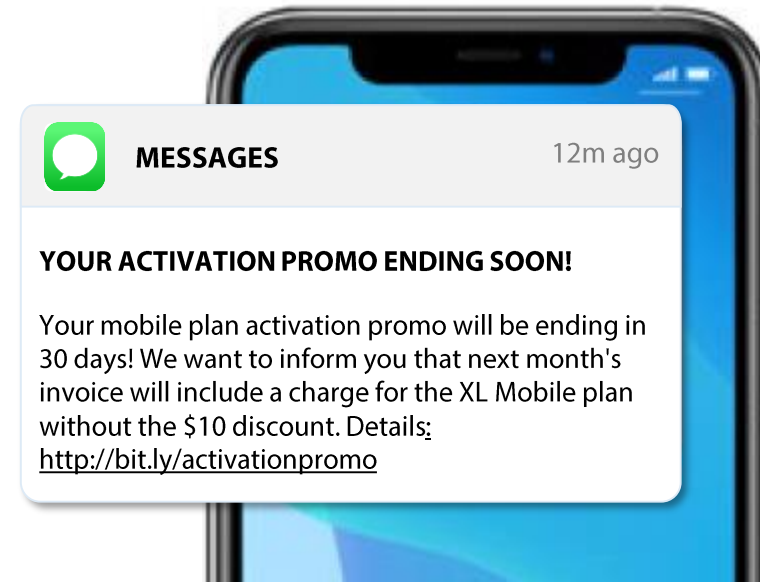 MESSAGES
12m ago
YOUR ACTIVATION PROMO ENDING SOON!
Your mobile plan activation promo will be ending in
30 days! We want to inform you that next month's
invoice will include a charge for the XL Mobile plan
without the $10 discount. Details:
http://bit.ly/activationpromo